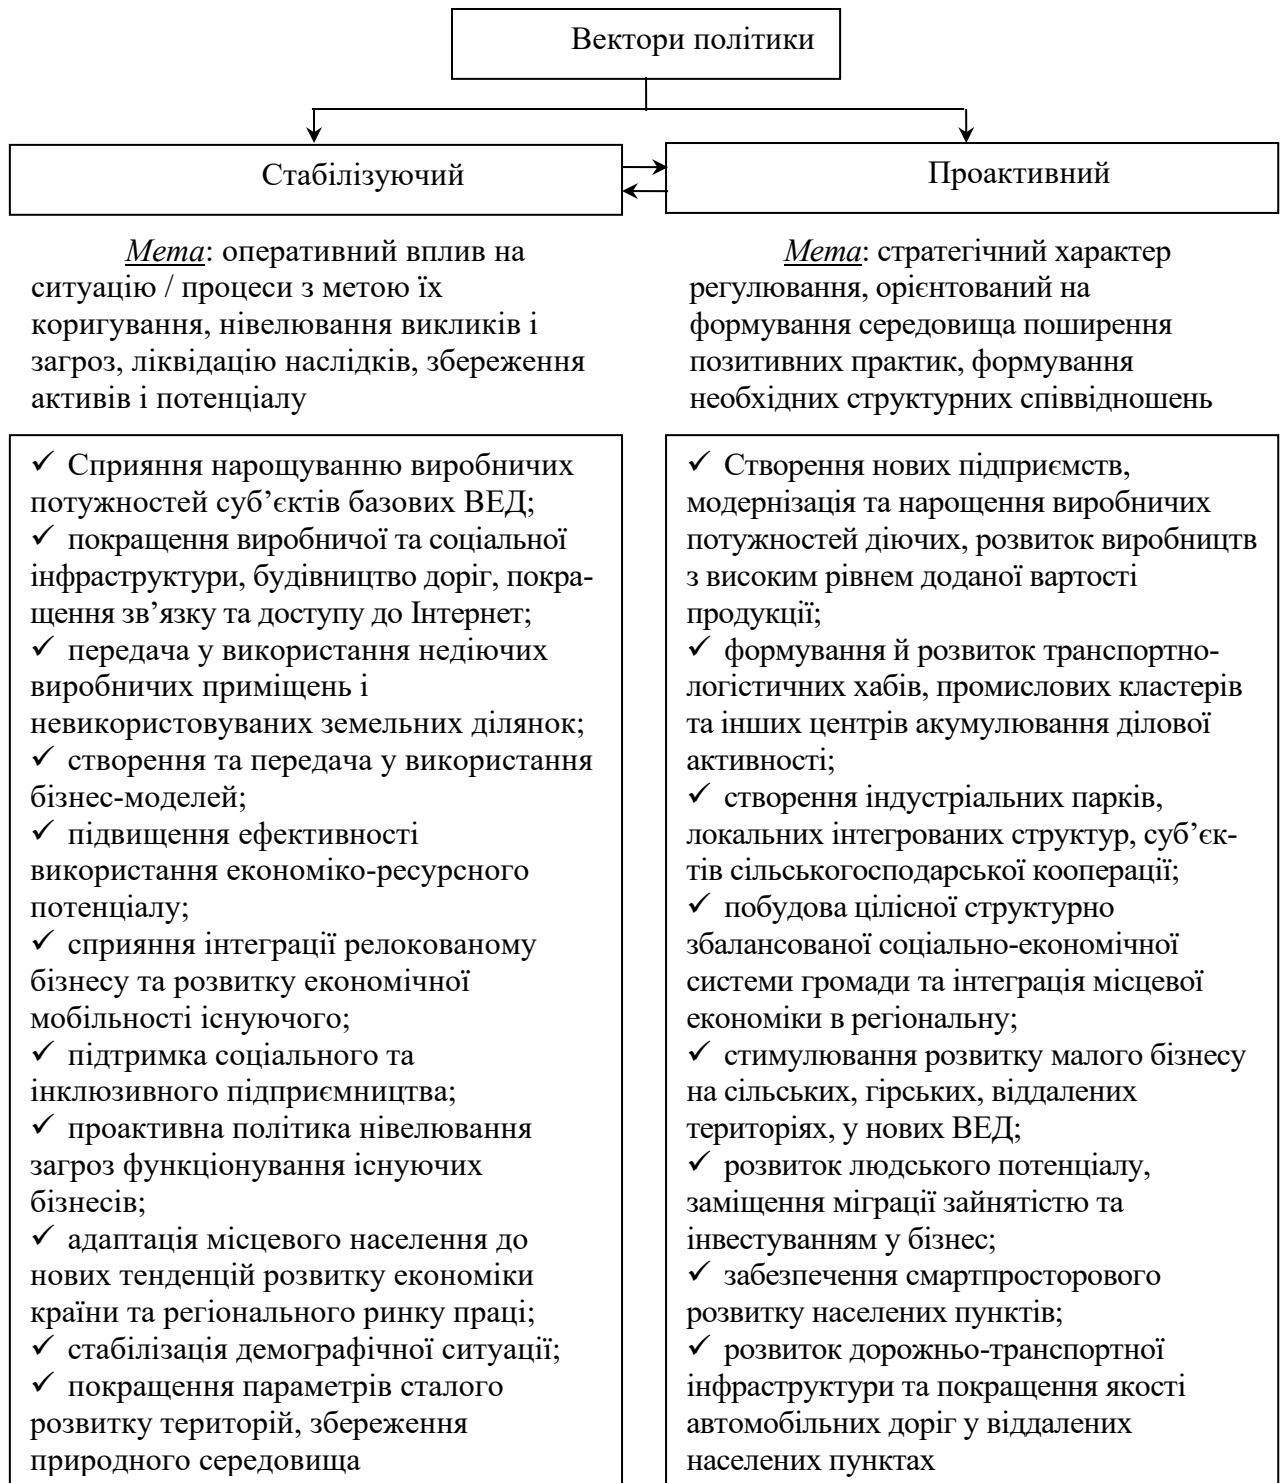 Вектори політики
Стабілізуючий
Проактивний
Мета: оперативний вплив на
ситуацію / процеси з метою їх
коригування, нівелювання викликів і
загроз, ліквідацію наслідків, збереження
активів і потенціалу
Мета: стратегічний характер
регулювання, орієнтований на
формування середовища поширення
позитивних практик, формування
необхідних структурних співвідношень
✓ Сприяння нарощуванню виробничих
потужностей суб’єктів базових ВЕД;
✓ покращення виробничої та соціальної
інфраструктури, будівництво доріг, покра-
щення зв’язку та доступу до Інтернет;
✓ передача у використання недіючих
виробничих приміщень і
невикористовуваних земельних ділянок;
✓ створення та передача у використання
бізнес-моделей;
✓ підвищення ефективності
використання економіко-ресурсного
потенціалу;
✓ сприяння інтеграції релокованому
бізнесу та розвитку економічної
мобільності існуючого;
✓ підтримка соціального та
інклюзивного підприємництва;
✓ проактивна політика нівелювання
загроз функціонування існуючих
бізнесів;
✓ адаптація місцевого населення до
нових тенденцій розвитку економіки
країни та регіонального ринку праці;
✓ стабілізація демографічної ситуації;
✓ покращення параметрів сталого
розвитку територій, збереження
природного середовища
✓ Створення нових підприємств,
модернізація та нарощення виробничих
потужностей діючих, розвиток виробництв
з високим рівнем доданої вартості
продукції;
✓ формування й розвиток транспортно-
логістичних хабів, промислових кластерів
та інших центрів акумулювання ділової
активності;
✓ створення індустріальних парків,
локальних інтегрованих структур, суб’єк-
тів сільськогосподарської кооперації;
✓ побудова цілісної структурно
збалансованої соціально-економічної
системи громади та інтеграція місцевої
економіки в регіональну;
✓ стимулювання розвитку малого бізнесу
на сільських, гірських, віддалених
територіях, у нових ВЕД;
✓ розвиток людського потенціалу,
заміщення міграції зайнятістю та
інвестуванням у бізнес;
✓ забезпечення смартпросторового
розвитку населених пунктів;
✓ розвиток дорожньо-транспортної
інфраструктури та покращення якості
автомобільних доріг у віддалених
населених пунктах